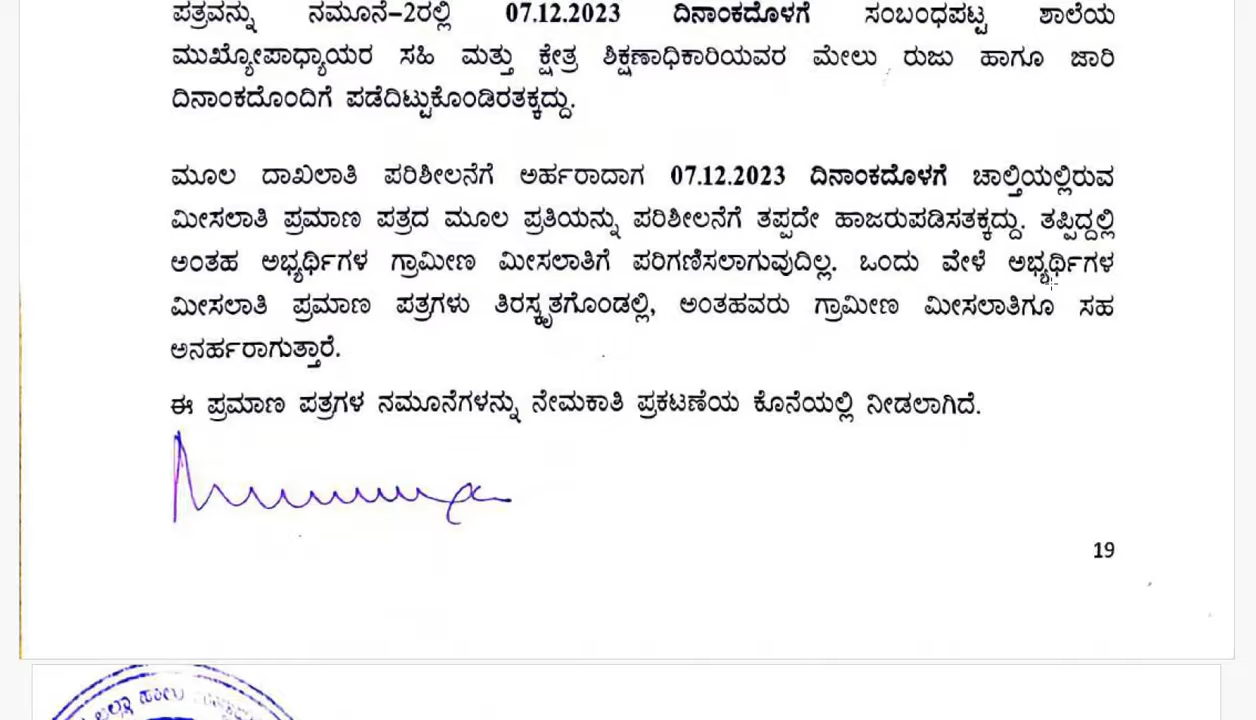 ಪತ್ರವನ್ನು ನಮೂನೆ–2ರಲ್ಲಿ 07.12.2023 ದಿನಾಂಕದೊಳಗೆ ಸಂಬಂಧಪಟ್ಟ ಶಾಲೆಯ
ಮುಖ್ಯೋಪಾಧ್ಯಾಯರ ಸಹಿ ಮತ್ತು ಕ್ಷೇತ್ರ ಶಿಕ್ಷಣಾಧಿಕಾರಿಯವರ ಮೇಲು ರುಜು ಹಾಗೂ ಜಾರಿ
ದಿನಾಂಕದೊಂದಿಗೆ ಪಡೆದಿಟ್ಟುಕೊಂಡಿರತಕ್ಕದ್ದು.
ಮೂಲ ದಾಖಲಾತಿ ಪರಿಶೀಲನೆಗೆ ಅರ್ಹರಾದಾಗ 07.12.2023 ದಿನಾಂಕದೊಳಗೆ ಚಾಲ್ತಿಯಲ್ಲಿರುವ
ಮೀಸಲಾತಿ ಪ್ರಮಾಣ ಪತ್ರದ ಮೂಲ ಪ್ರತಿಯನ್ನು ಪರಿಶೀಲನೆಗೆ ತಪ್ಪದೇ ಹಾಜರುಪಡಿಸತಕ್ಕದ್ದು. ತಪ್ಪಿದ್ದಲ್ಲಿ
ಅಂತಹ ಅಭ್ಯರ್ಥಿಗಳ ಗ್ರಾಮೀಣ ಮೀಸಲಾತಿಗೆ ಪರಿಗಣಿಸಲಾಗುವುದಿಲ್ಲ. ಒಂದು ವೇಳೆ ಅಭ್ಯರ್ಥಿಗಳ
ಮೀಸಲಾತಿ ಪ್ರಮಾಣ ಪತ್ರಗಳು ತಿರಸ್ಕೃತಗೊಂಡಲ್ಲಿ, ಅಂತಹವರು ಗ್ರಾಮೀಣ ಮೀಸಲಾತಿಗೂ ಸಹ
ಅನರ್ಹರಾಗುತ್ತಾರೆ.
ಈ ಪ್ರಮಾಣ ಪತ್ರಗಳ ನಮೂನೆಗಳನ್ನು ನೇಮಕಾತಿ ಪ್ರಕಟಣೆಯ ಕೊನೆಯಲ್ಲಿ ನೀಡಲಾಗಿದೆ.
19
ಹಾಲು